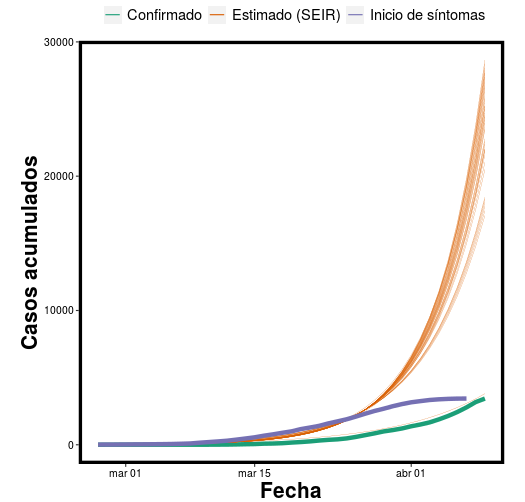 Confirmado Estimado (SEIR) Inicio de síntomas
30000
20000
10000
0
Casos acumulados
mar 01 mar 15 abr 01
Fecha